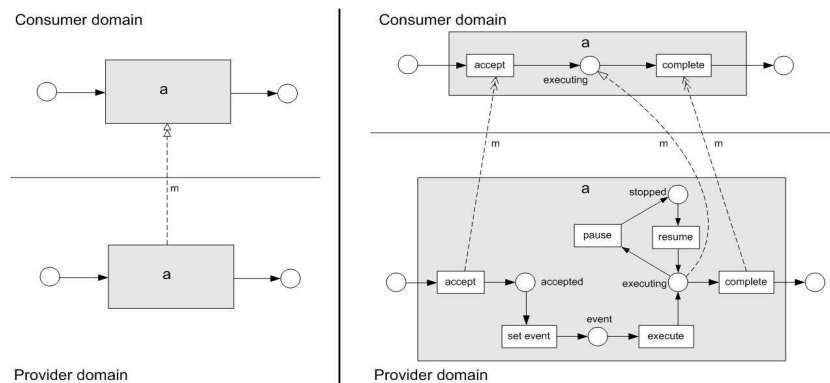 Consumer domain
a
m
a
Provider domain
Consumer domain
a
accept
executing
complete
m
m
m
a
stopped
pause
resume
accept
accepted
executing
complete
event
set event
execute
Provider domain